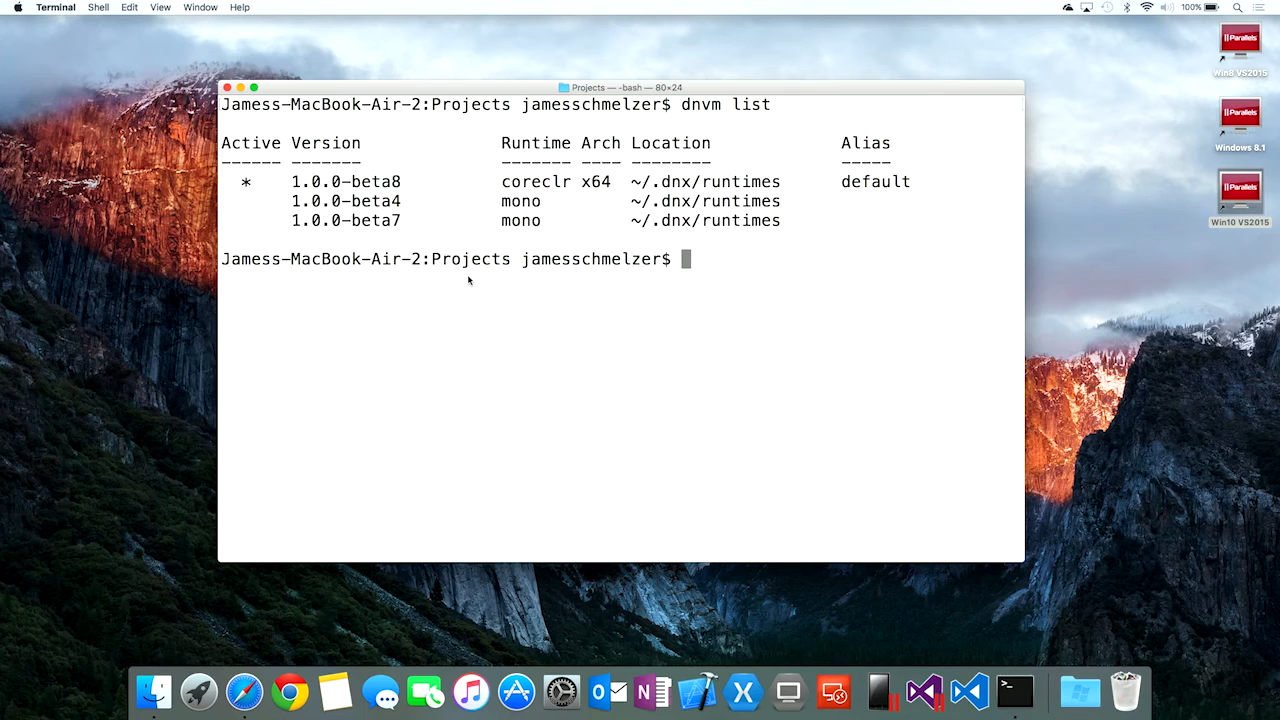 Terminal Shell Edit View Window Help 100%
Parallels
Win8 VS2015
Parallels
Windows 8.1
Parallels
Win10 VS2015
Projects — -bash — 80×24
Jamess-MacBook-Air-2:Projects jamesschmelzer$ dnvm list
Active Version Runtime Arch Location Alias
------ ------- ------- ---- -------- -----
* 1.0.0-beta8 coreclr x64 ~/.dnx/runtimes default
1.0.0-beta4 mono ~/.dnx/runtimes
1.0.0-beta7 mono ~/.dnx/runtimes
Jamess-MacBook-Air-2:Projects jamesschmelzer$